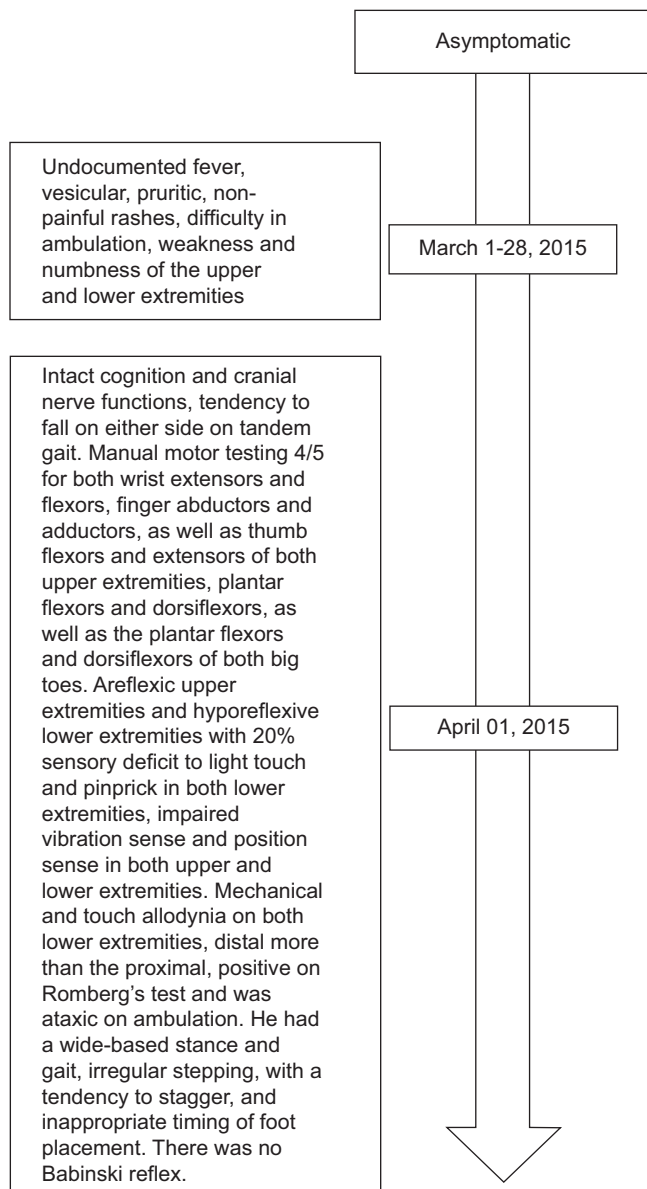 Asymptomatic
Undocumented fever,
vesicular, pruritic, non-
painful rashes, difficulty in
ambulation, weakness and
numbness of the upper
and lower extremities
March 1-28, 2015
Intact cognition and cranial
nerve functions, tendency to
fall on either side on tandem
gait. Manual motor testing 4/5
for both wrist extensors and
flexors, finger abductors and
adductors, as well as thumb
flexors and extensors of both
upper extremities, plantar
flexors and dorsiflexors, as
well as the plantar flexors
and dorsiflexors of both big
toes. Areflexic upper
extremities and hyporeflexive
lower extremities with 20%
sensory deficit to light touch
and pinprick in both lower
extremities, impaired
vibration sense and position
sense in both upper and
lower extremities. Mechanical
and touch allodynia on both
lower extremities, distal more
than the proximal, positive on
Romberg's test and was
ataxic on ambulation. He had
a wide-based stance and
gait, irregular stepping, with a
tendency to stagger, and
inappropriate timing of foot
placement. There was no
Babinski reflex.
April 01, 2015